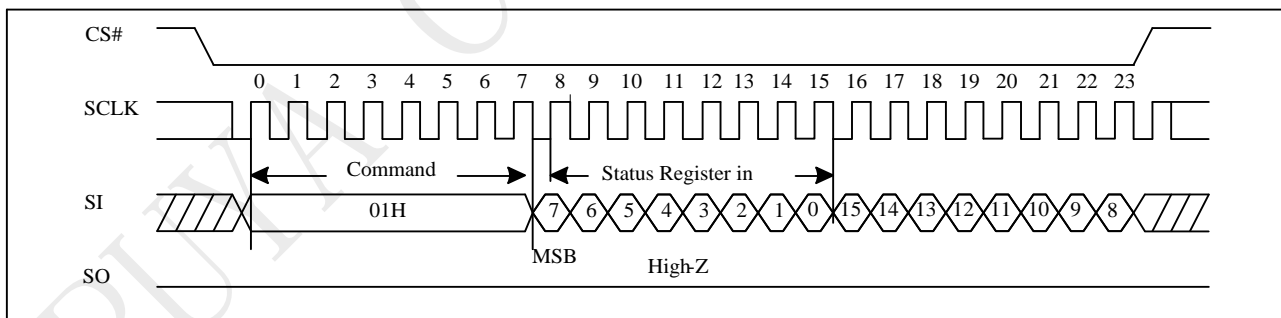 CS#
0 1 2 3 4 5 6 7 8 9 10 11 12 13 14 15 16 17 18 19 20 21 22 23
SCLK
Command
Status Register in
SI
01H
7 6 5 4 3 2 1 0 15 14 13 12 11 10 9 8
MSB
High-Z
SO
PUYA